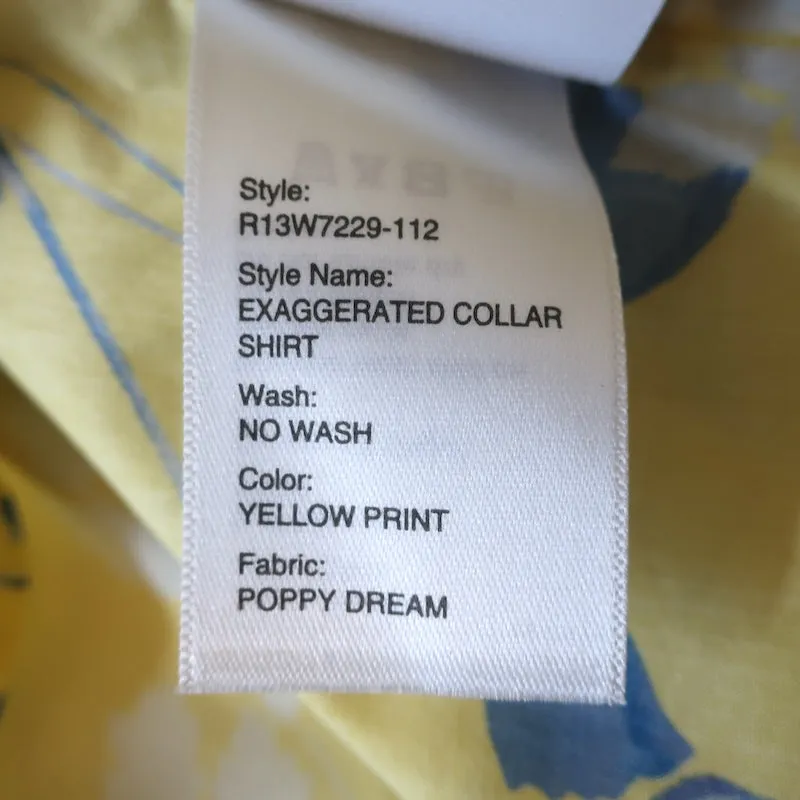 Style:
R13W7229-112
Style Name:
EXAGGERATED COLLAR
SHIRT
Wash:
NO WASH
Color:
YELLOW PRINT
Fabric:
POPPY DREAM